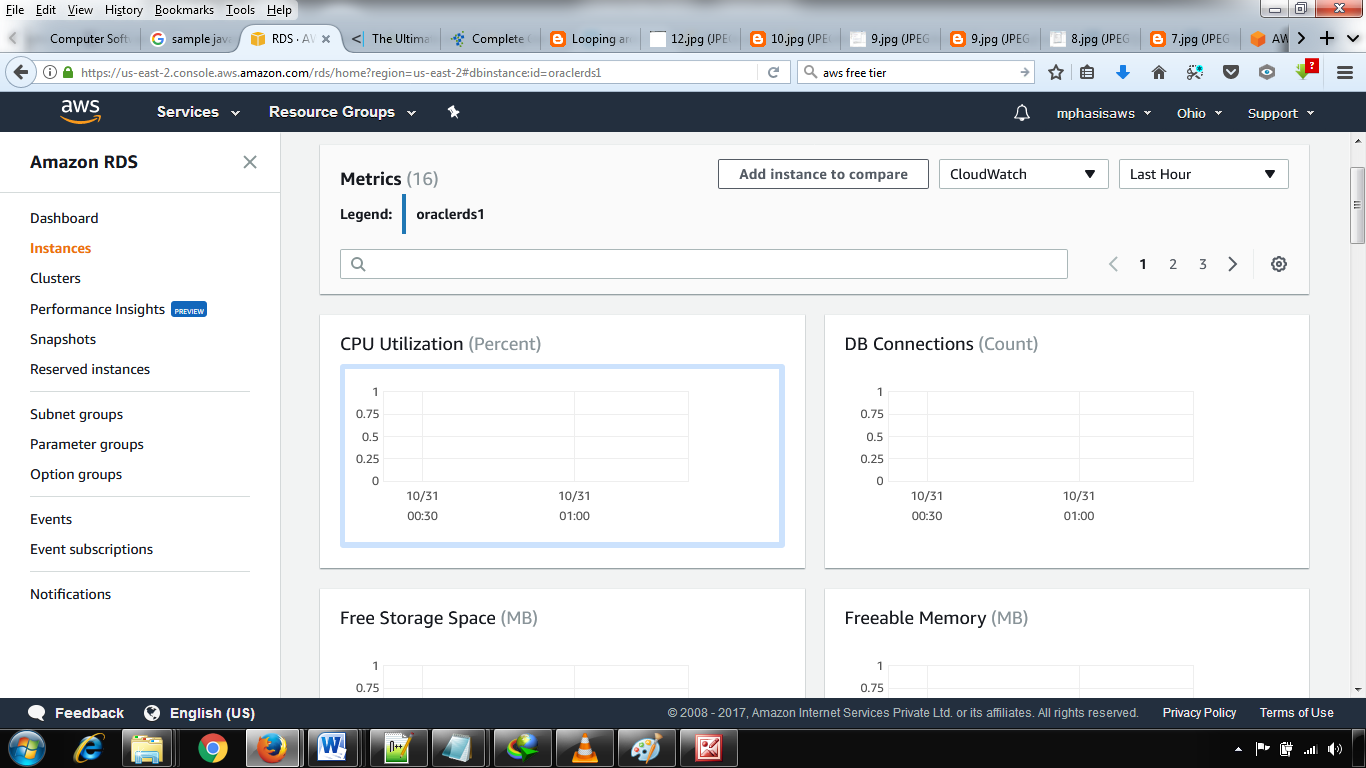 File Edit View History Bookmarks Tools Help
Computer Soft sample jav RDS · AW The Ultima Complete Looping an 12.jpg (JPEG 10.jpg (JPEG 9.jpg (JPEG 9.jpg (JPEG 8.jpg (JPEG 7.jpg (JPEG AW
https://us-east-2.console.aws.amazon.com/rds/home?region=us-east-2#dbinstance:id=oraclerds1 aws free tier
aws Services Resource Groups mphasisaws Ohio Support
Amazon RDS
Dashboard
Instances
Clusters
Performance Insights PREVIEW
Snapshots
Reserved instances
Subnet groups
Parameter groups
Option groups
Events
Event subscriptions
Notifications
Metrics (16) Add instance to compare CloudWatch Last Hour
Legend: oraclerds1
1 2 3
CPU Utilization (Percent)
1
0.75
0.5
0.25
0
10/31 10/31
00:30 01:00
DB Connections (Count)
1
0.75
0.5
0.25
0
10/31 10/31
00:30 01:00
Free Storage Space (MB)
1
0.75
Freeable Memory (MB)
1
0.75
Feedback English (US) © 2008 - 2017, Amazon Internet Services Private Ltd. or its affiliates. All rights reserved. Privacy Policy Terms of Use